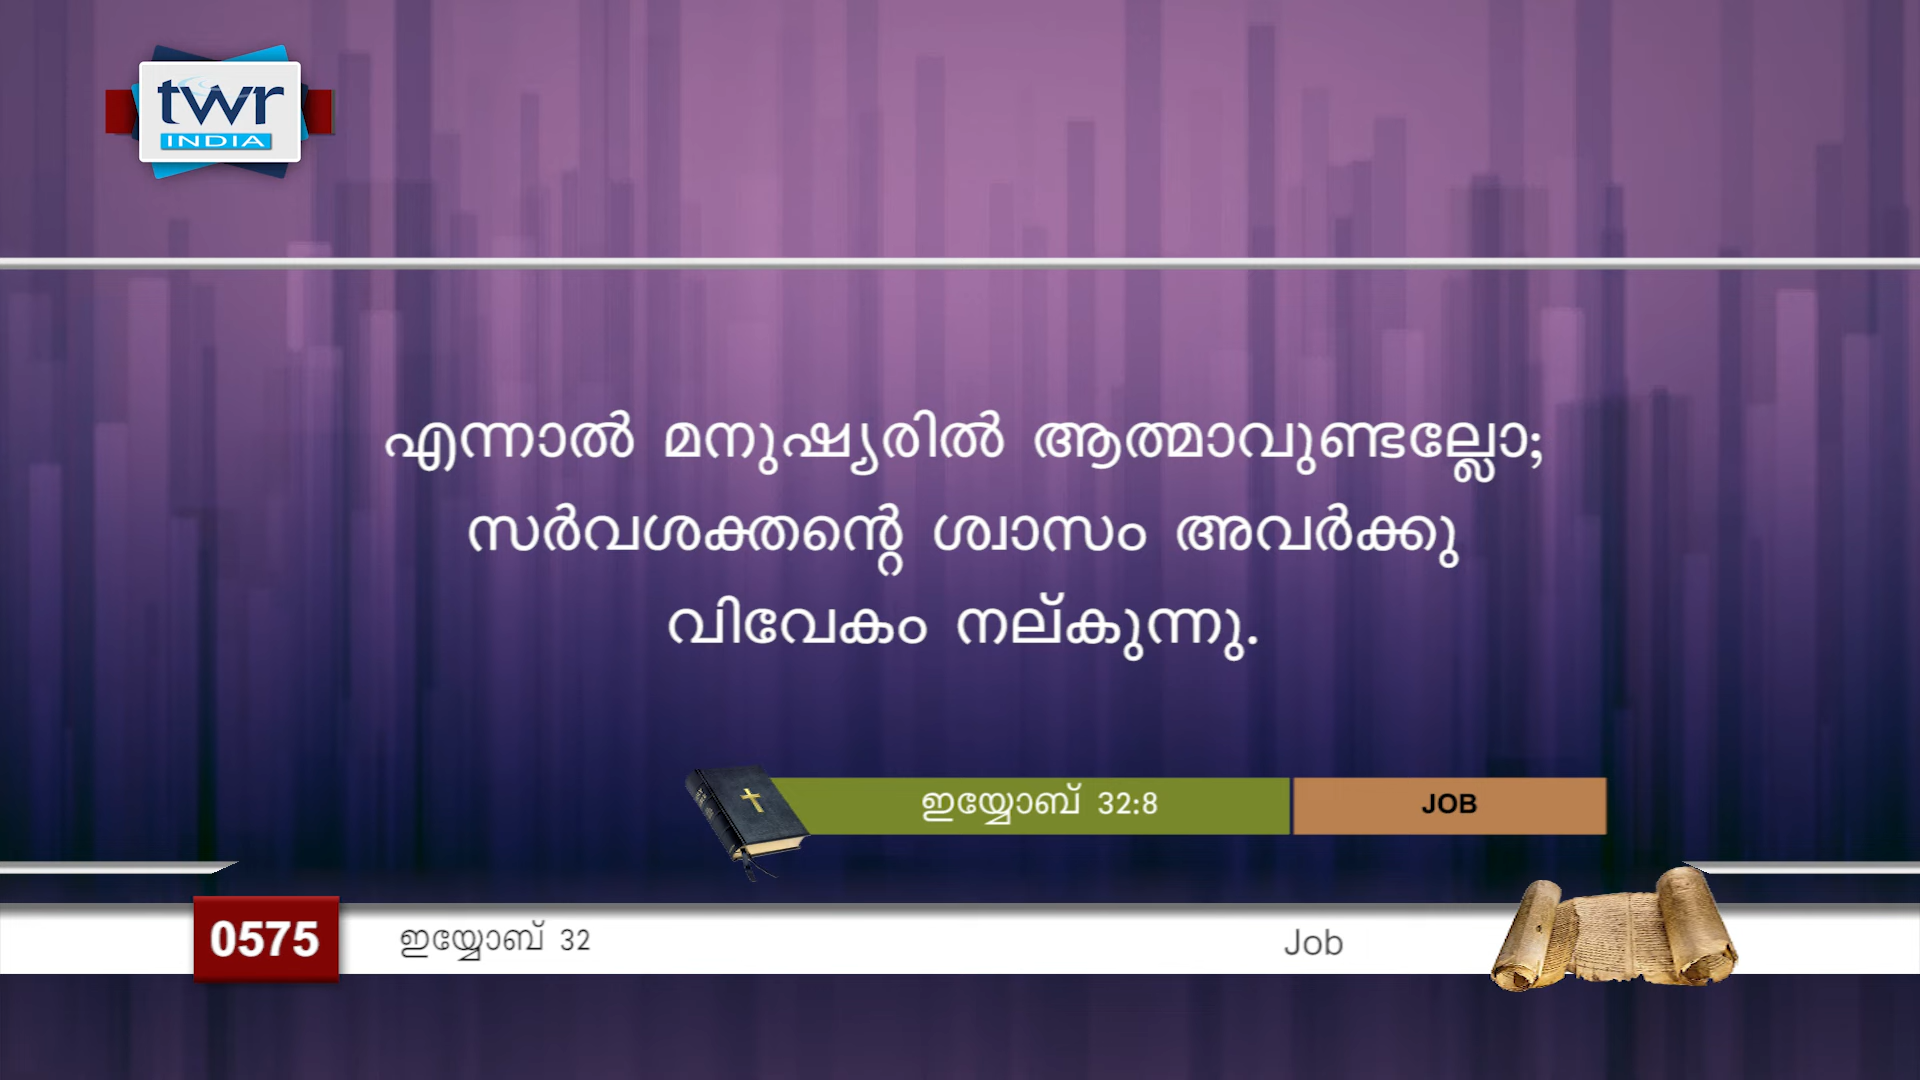 twr
INDIA
എന്നാൽ മനുഷ്യരിൽ ആത്മാവുണ്ടല്ലോ;
സർവശക്തന്റെ ശ്വാസം അവർക്കു
വിവേകം നല്കുന്നു.
ഇയ്യോബ് 32:8
JOB
0575
ഇയ്യോബ് 32
Job